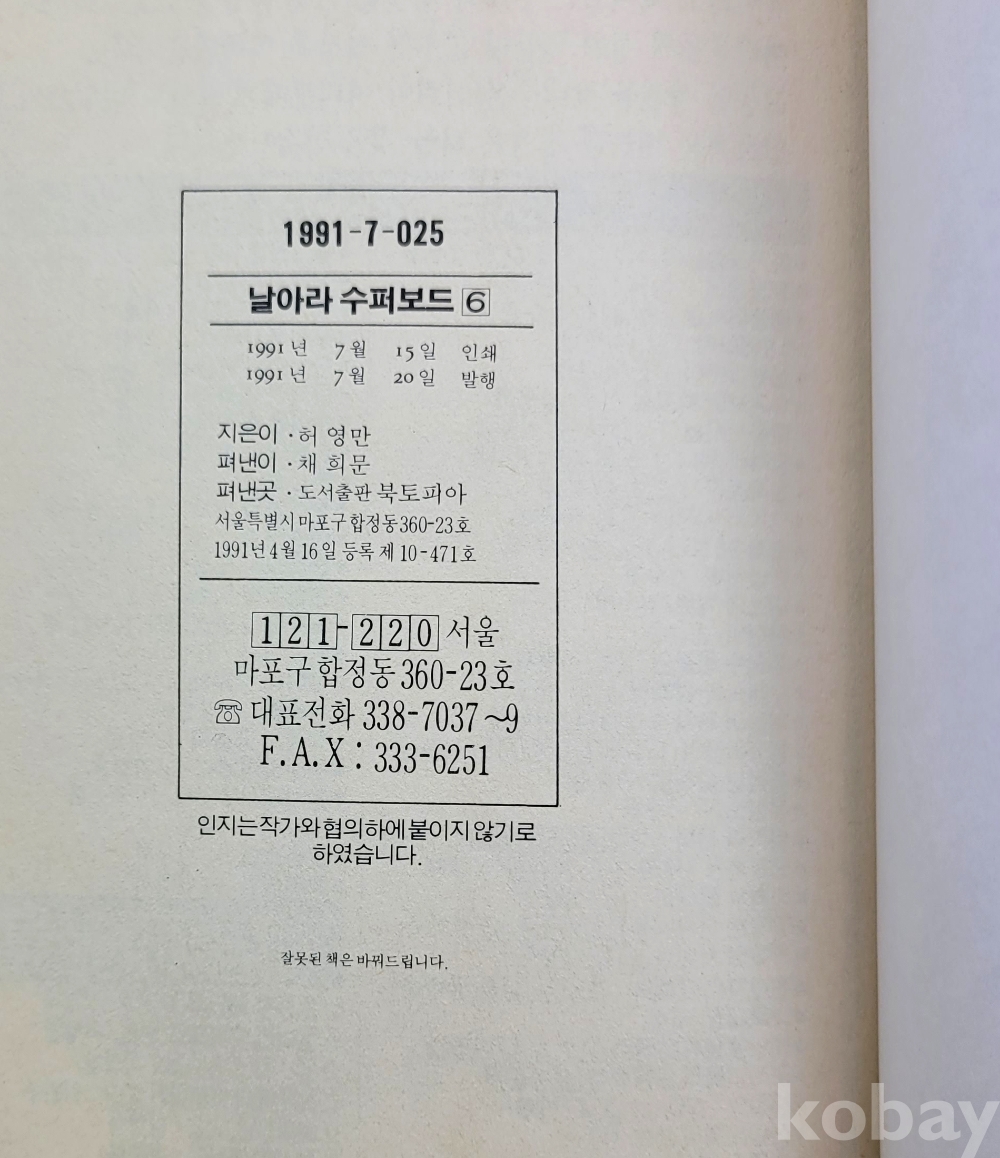 1991-7-025
날아라 수퍼보드 6
1991년 7월 15일 인쇄
1991년 7월 20일 발행
지은이·허 영만
펴낸이·채 희문
펴낸곳·도서출판 북토피아
서울특별시 마포구 합정동 360-23호
1991년 4월 16일 등록 제 10-471호
121-220 서울
마포구 합정동 360-23호
☏ 대표전화 338-7037~9
F.A.X : 333-6251
인지는 작가와 협의하에 붙이지 않기로
하였습니다.
잘못된 책은 바꿔드립니다.
kobay